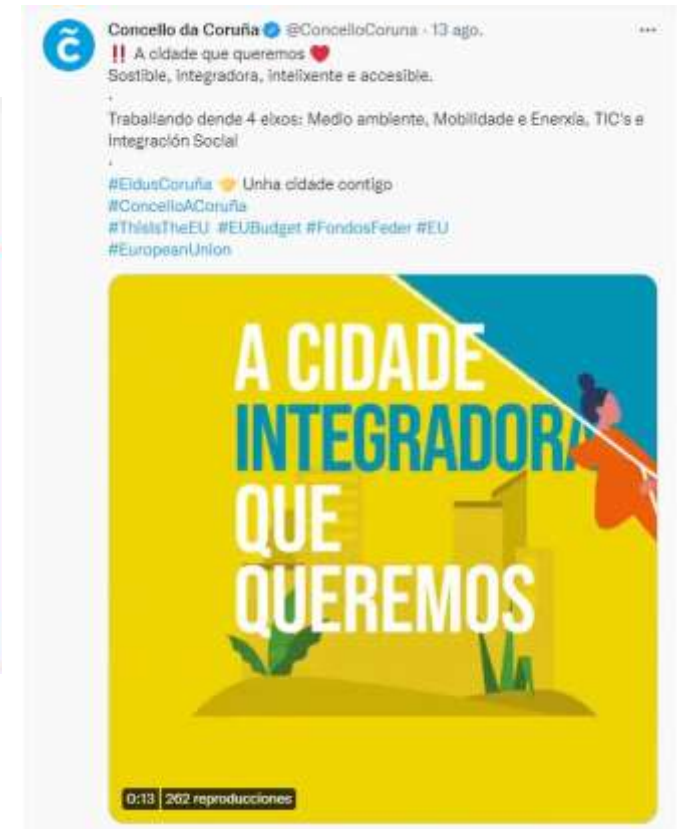 Concello da Coruña @ConcelloCoruna · 13 ago.
‼ A cidade que queremos ❤
Sostible, integradora, intelixente e accesible.
.
Traballando dende 4 eixos: Medio ambiente, Mobilidade e Enerxía, TIC's e
Integración Social
.
#EidusCoruña 🤝 Unha cidade contigo
#ConcelloACoruña
#ThisIsTheEU #EUBudget #FondosFeder #EU
#EuropeanUnion
A CIDADE
INTEGRADORA
QUE
QUEREMOS
0:13 262 reproducciones